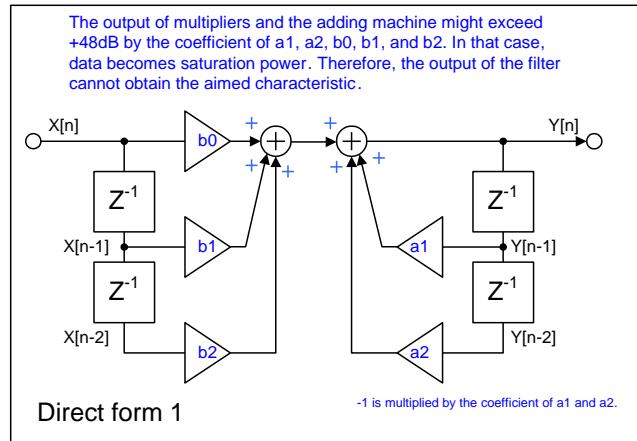 The output of multipliers and the adding machine might exceed
+48dB by the coefficient of a1, a2, b0, b1, and b2. In that case,
data becomes saturation power. Therefore, the output of the filter
cannot obtain the aimed characteristic.
X[n]
b0
+
+
+
+
+
+
+
Y[n]
Z-1
Z-1
X[n-1]
b1
a1
Y[n-1]
Z-1
Z-1
X[n-2]
b2
a2
Y[n-2]
Direct form 1
-1 is multiplied by the coefficient of a1 and a2.